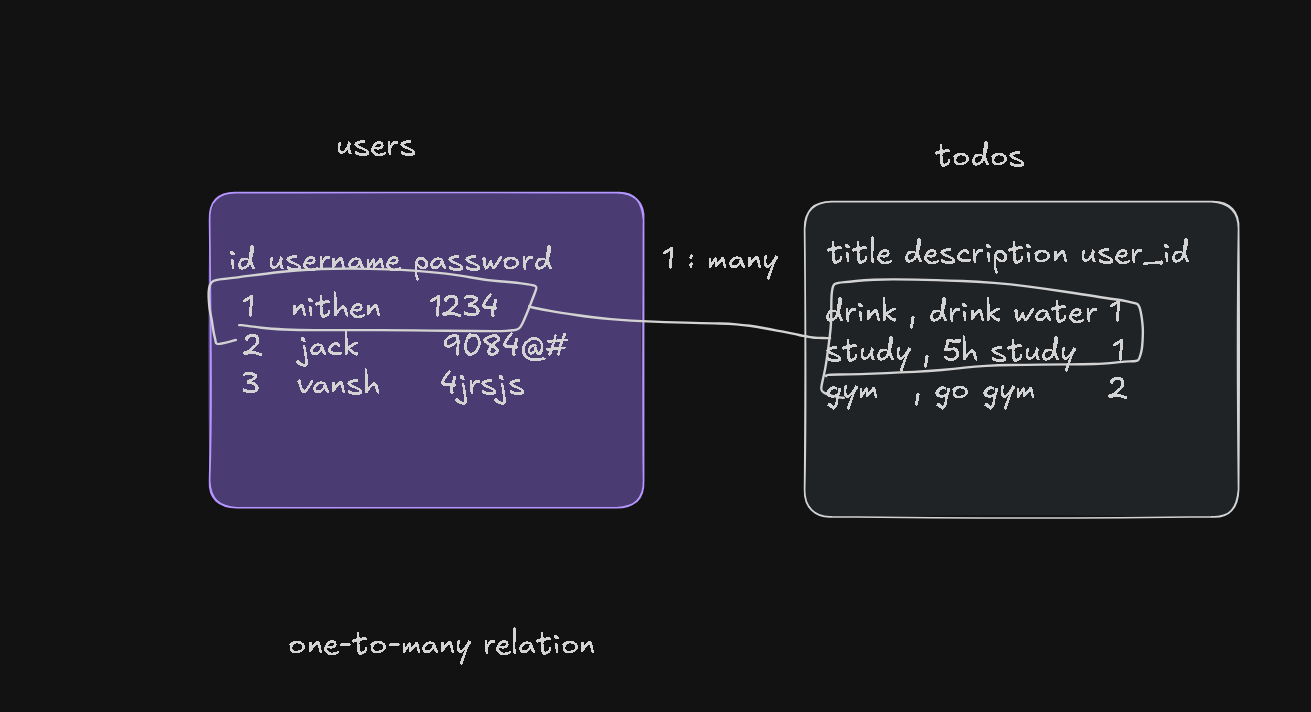 users
id username password
1 nithen 1234
2 jack 9084@#
3 vansh 4jrsjs
1 : many
todos
title description user_id
drink , drink water 1
study , 5h study 1
gym , go gym 2
one-to-many relation